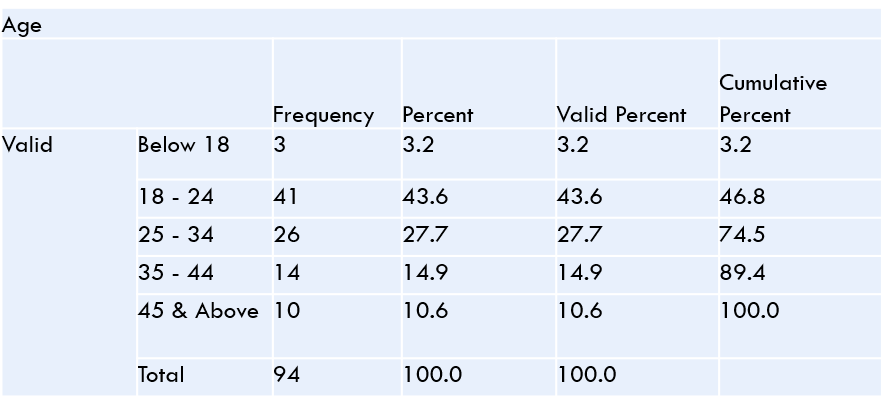 Age
Cumulative
Frequency Percent Valid Percent Percent
Valid Below 18 3 3.2 3.2 3.2
18 - 24 41 43.6 43.6 46.8
25 - 34 26 27.7 27.7 74.5
35 - 44 14 14.9 14.9 89.4
45 & Above 10 10.6 10.6 100.0
Total 94 100.0 100.0